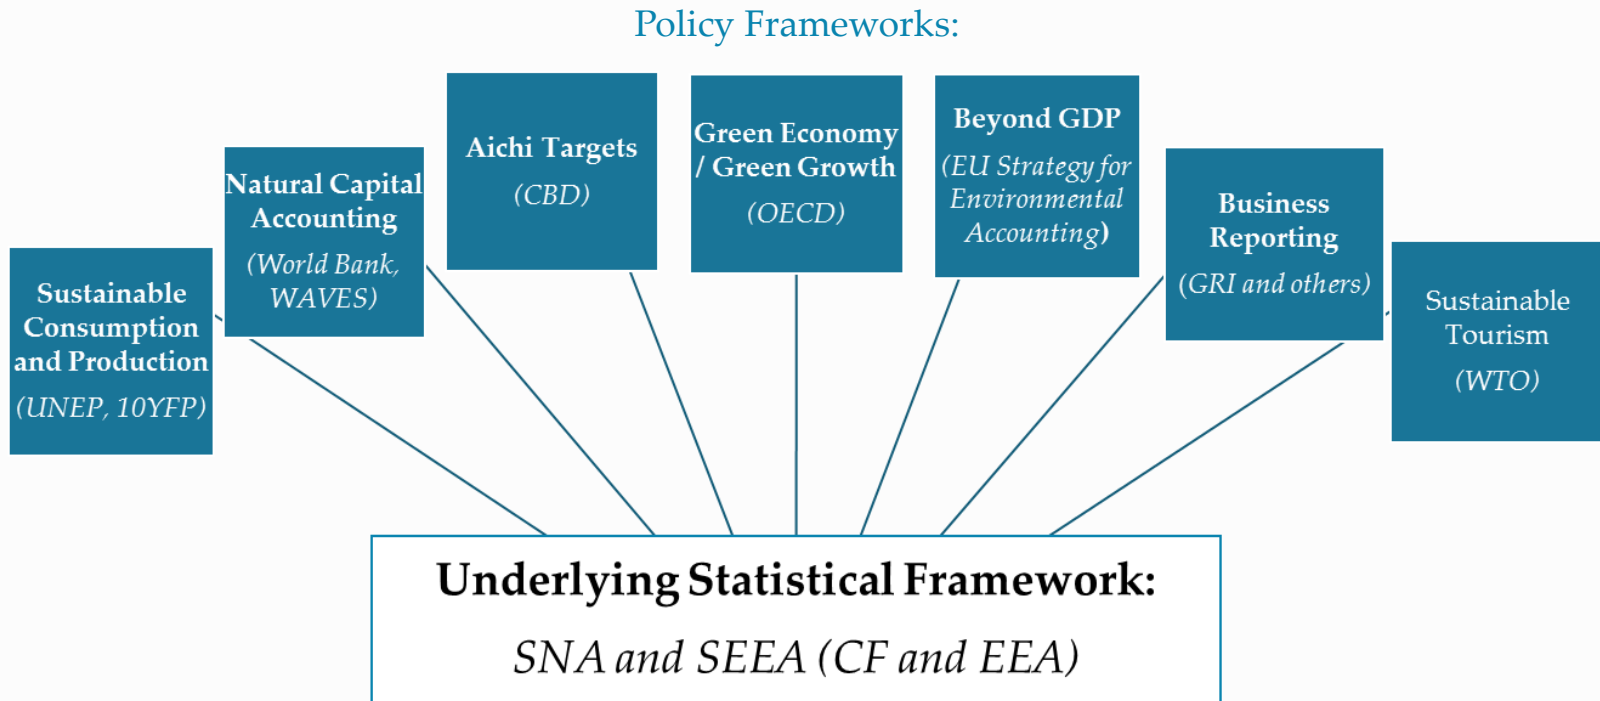 Policy Frameworks:
Sustainable
Consumption
and Production
(UNEP, 10YFP)
Natural Capital
Accounting
(World Bank,
WAVES)
Aichi Targets
(CBD)
Green Economy
/ Green Growth
(OECD)
Beyond GDP
(EU Strategy for
Environmental
Accounting)
Business
Reporting
(GRI and others)
Sustainable
Tourism
(WTO)
Underlying Statistical Framework:
SNA and SEEA (CF and EEA)